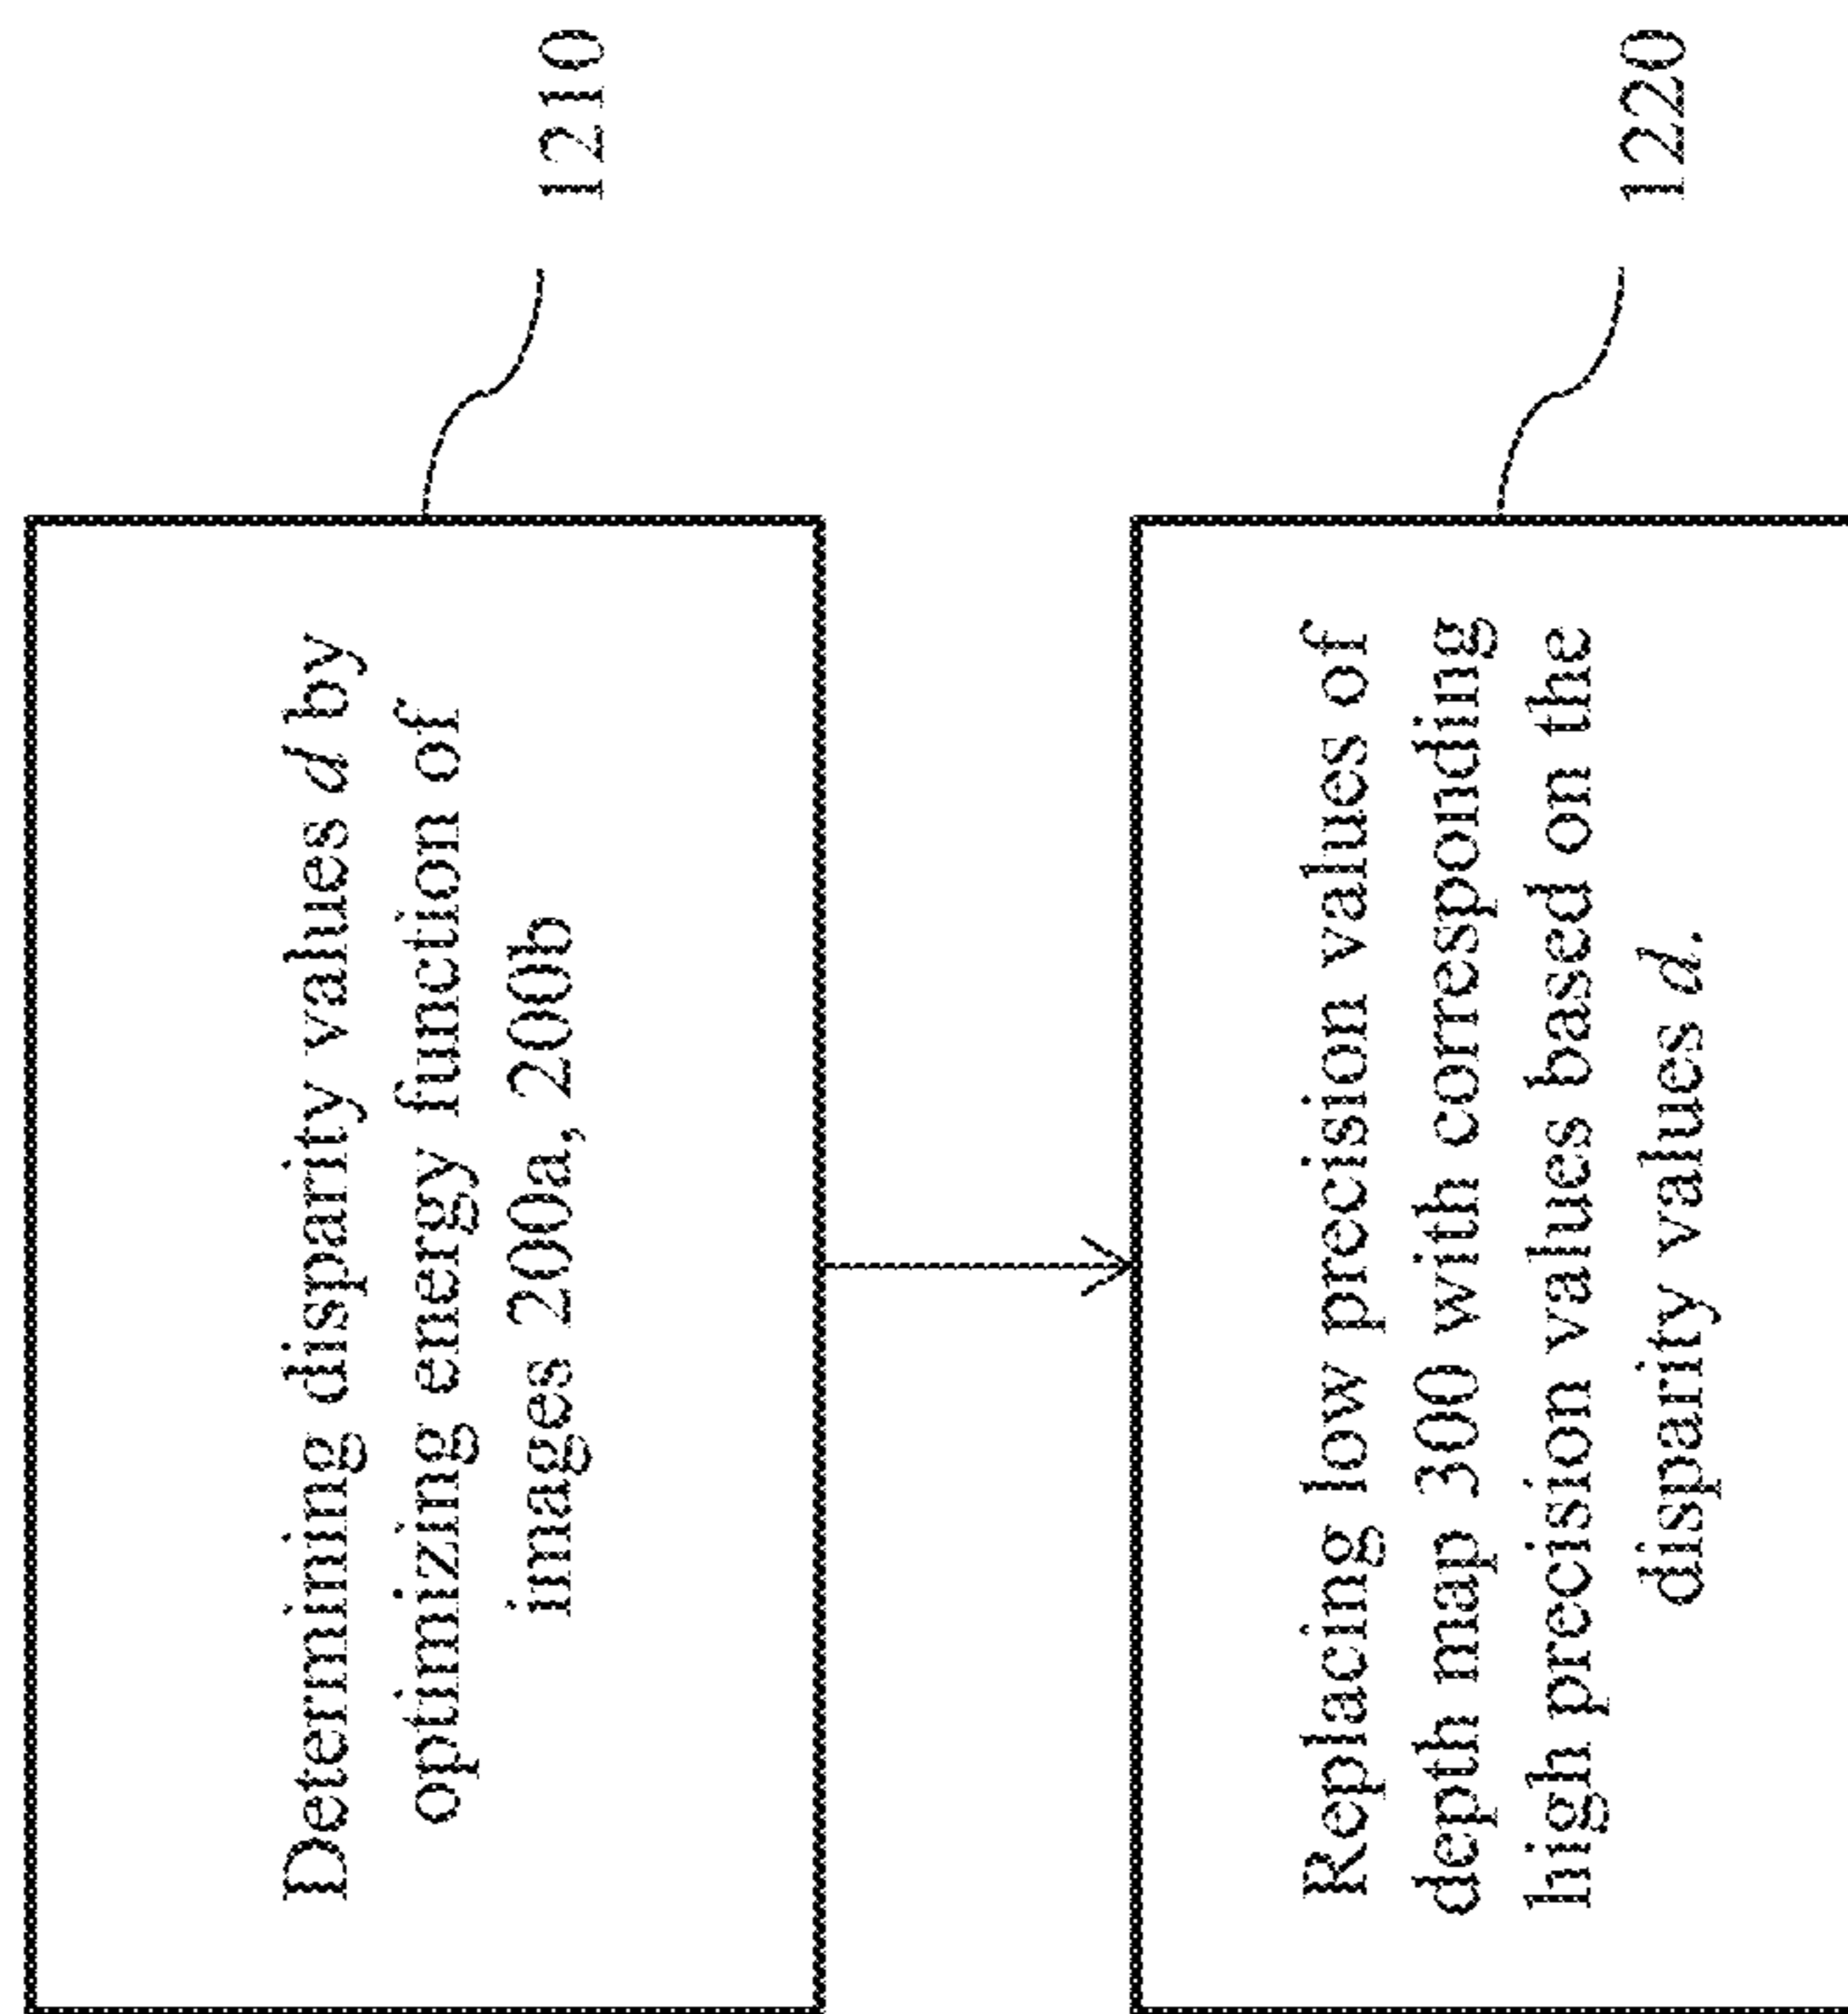 Determining disparity values d by
optimizing energy function of
images 200a, 200b
1210
Replacing low precision values of
depth map 300 with corresponding
high precision values based on the
disparity values d.
1220